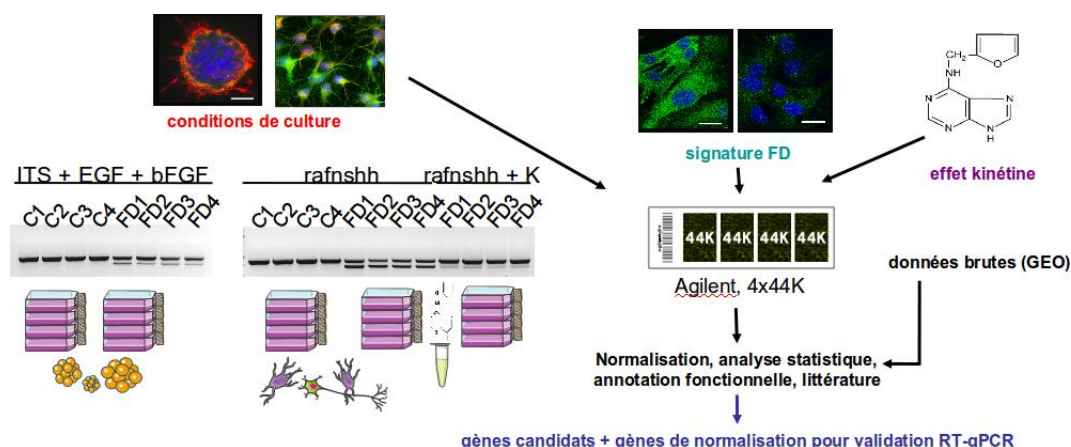 conditions de culture
signature FD
effet kinétine
CH₂
O
NH
N
N
N
N
H
ITS + EGF + bFGF
rafnshh
rafnshh + K
C1 C2 C3 C4 FD1 FD2 FD3 FD4
C1 C2 C3 C4 FD1 FD2 FD3 FD4 FD1 FD2 FD3 FD4
44K 44K 44K 44K
Agilent, 4x44K
données brutes (GEO)
Normalisation, analyse statistique,
annotation fonctionnelle, littérature
gènes candidats + gènes de normalisation pour validation RT-qPCR